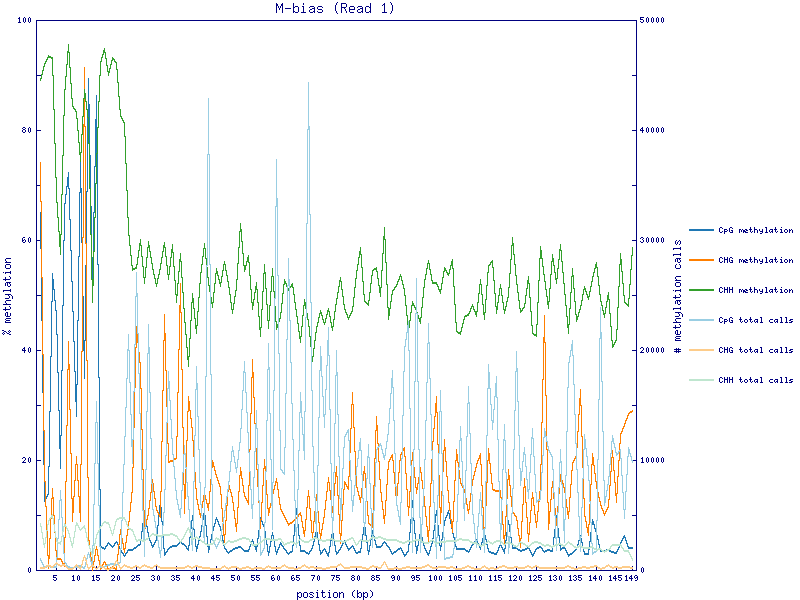 M-bias (Read 1)
100
80
60
40
20
0
50000
40000
30000
20000
10000
0
% methylation
# methylation calls
CpG methylation
CHG methylation
CHH methylation
CpG total calls
CHG total calls
CHH total calls
5 10 15 20 25 30 35 40 45 50 55 60 65 70 75 80 85 90 95 100 105 110 115 120 125 130 135 140 145 149
position (bp)